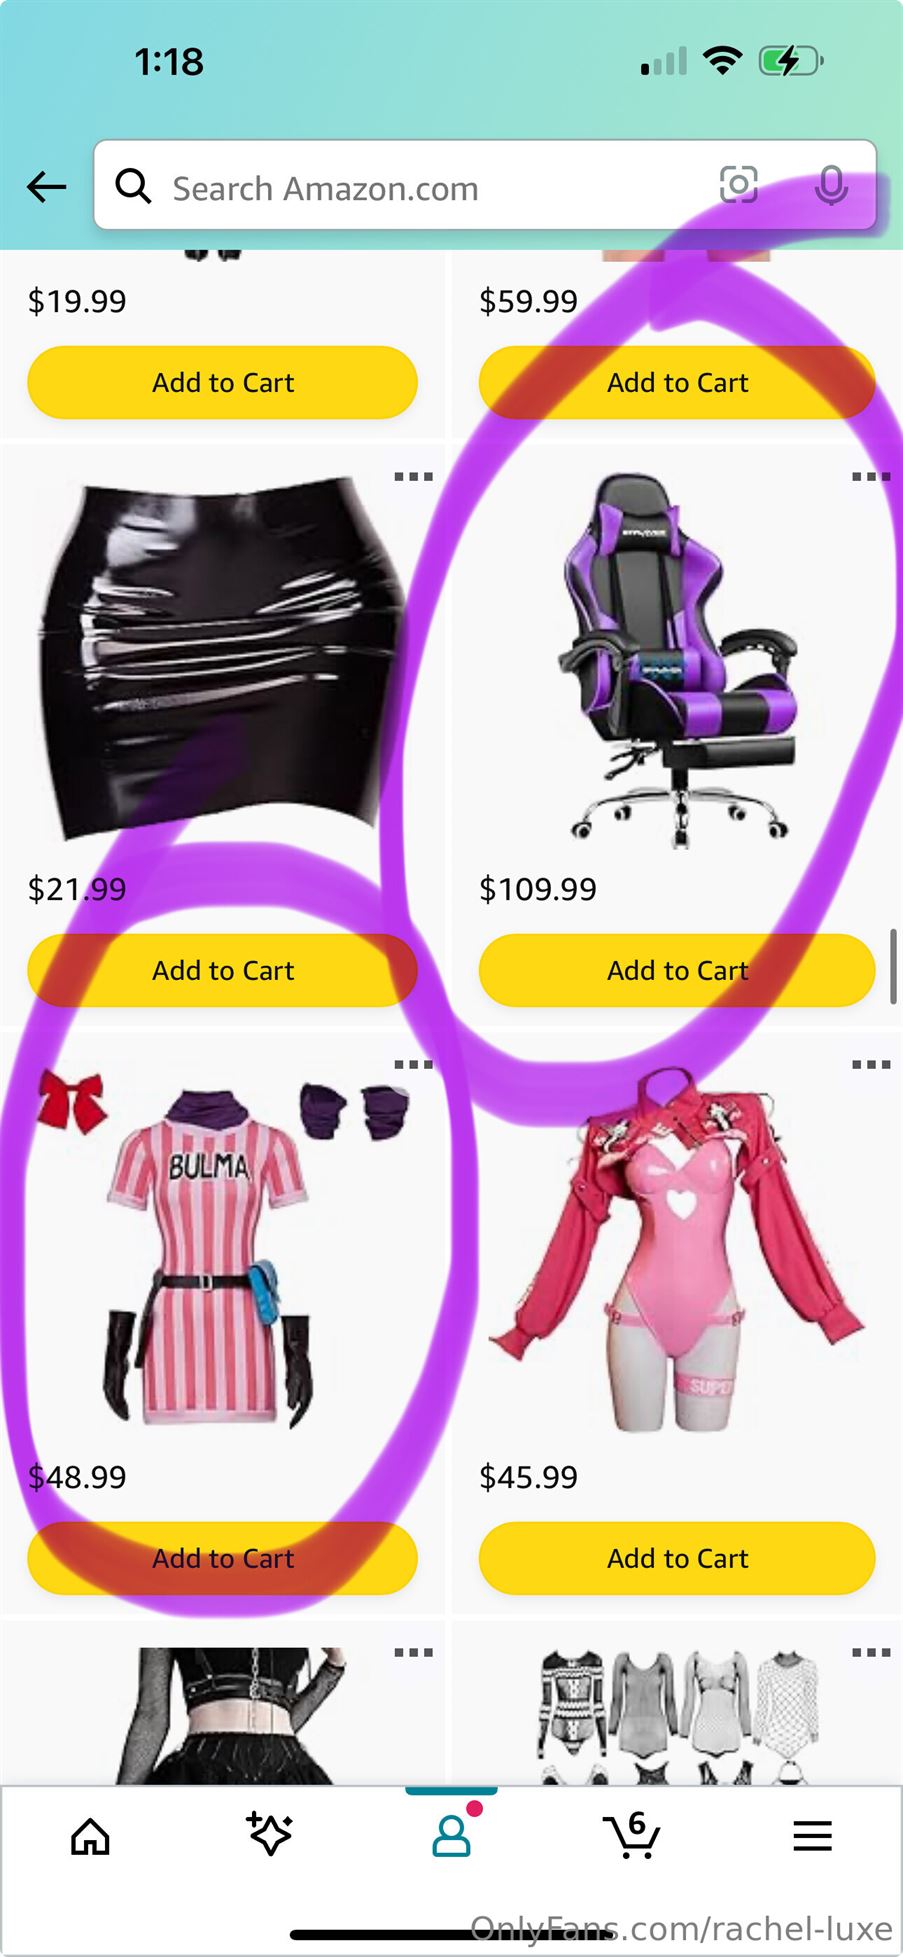 1:18
Search Amazon.com
$19.99
$59.99
Add to Cart
Add to Cart
$21.99
$109.99
Add to Cart
Add to Cart
BULMA
SUPE
$48.99
$45.99
Add to Cart
Add to Cart
6
OnlyFans.com/rachel-luxe